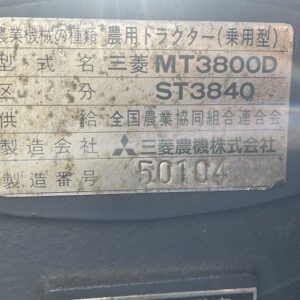 農業機械の種類 農用トラクター(乗用型)
型式名 三菱 MT3800D
区分 ST3840
供給 全国農業協同組合連合会
製造会社 三菱農機株式会社
製造番号 50104